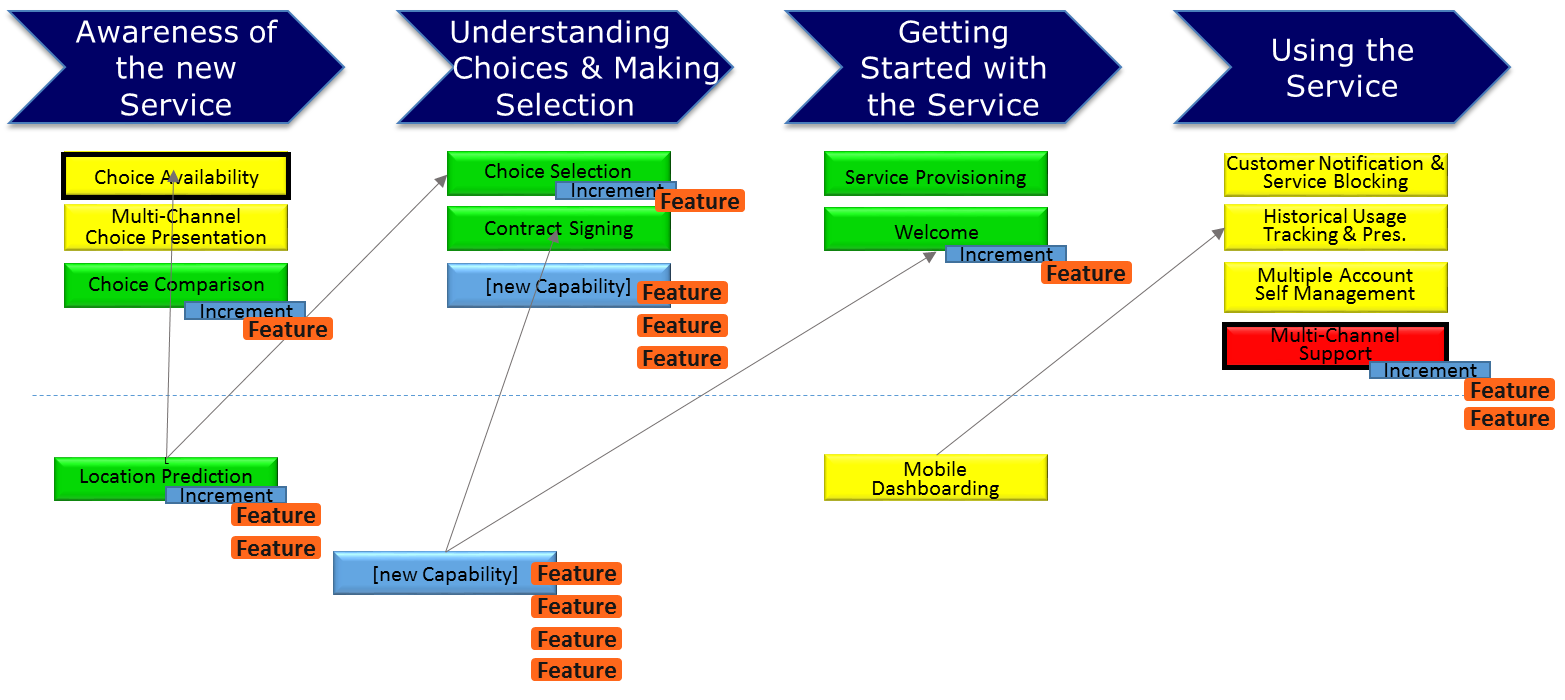 Awareness of
the new
Service
Understanding
Choices & Making
Selection
Getting
Started with
the Service
Using the
Service
Choice Availability
Multi-Channel
Choice Presentation
Choice Comparison
Increment
Feature
Choice Selection
Increment
Feature
Contract Signing
[new Capability]
Feature
Feature
Feature
Service Provisioning
Welcome
Increment
Feature
Customer Notification &
Service Blocking
Historical Usage
Tracking & Pres.
Multiple Account
Self Management
Multi-Channel
Support
Increment
Feature
Feature
Location Prediction
Increment
Feature
Feature
[new Capability]
Feature
Feature
Feature
Feature
Mobile
Dashboarding